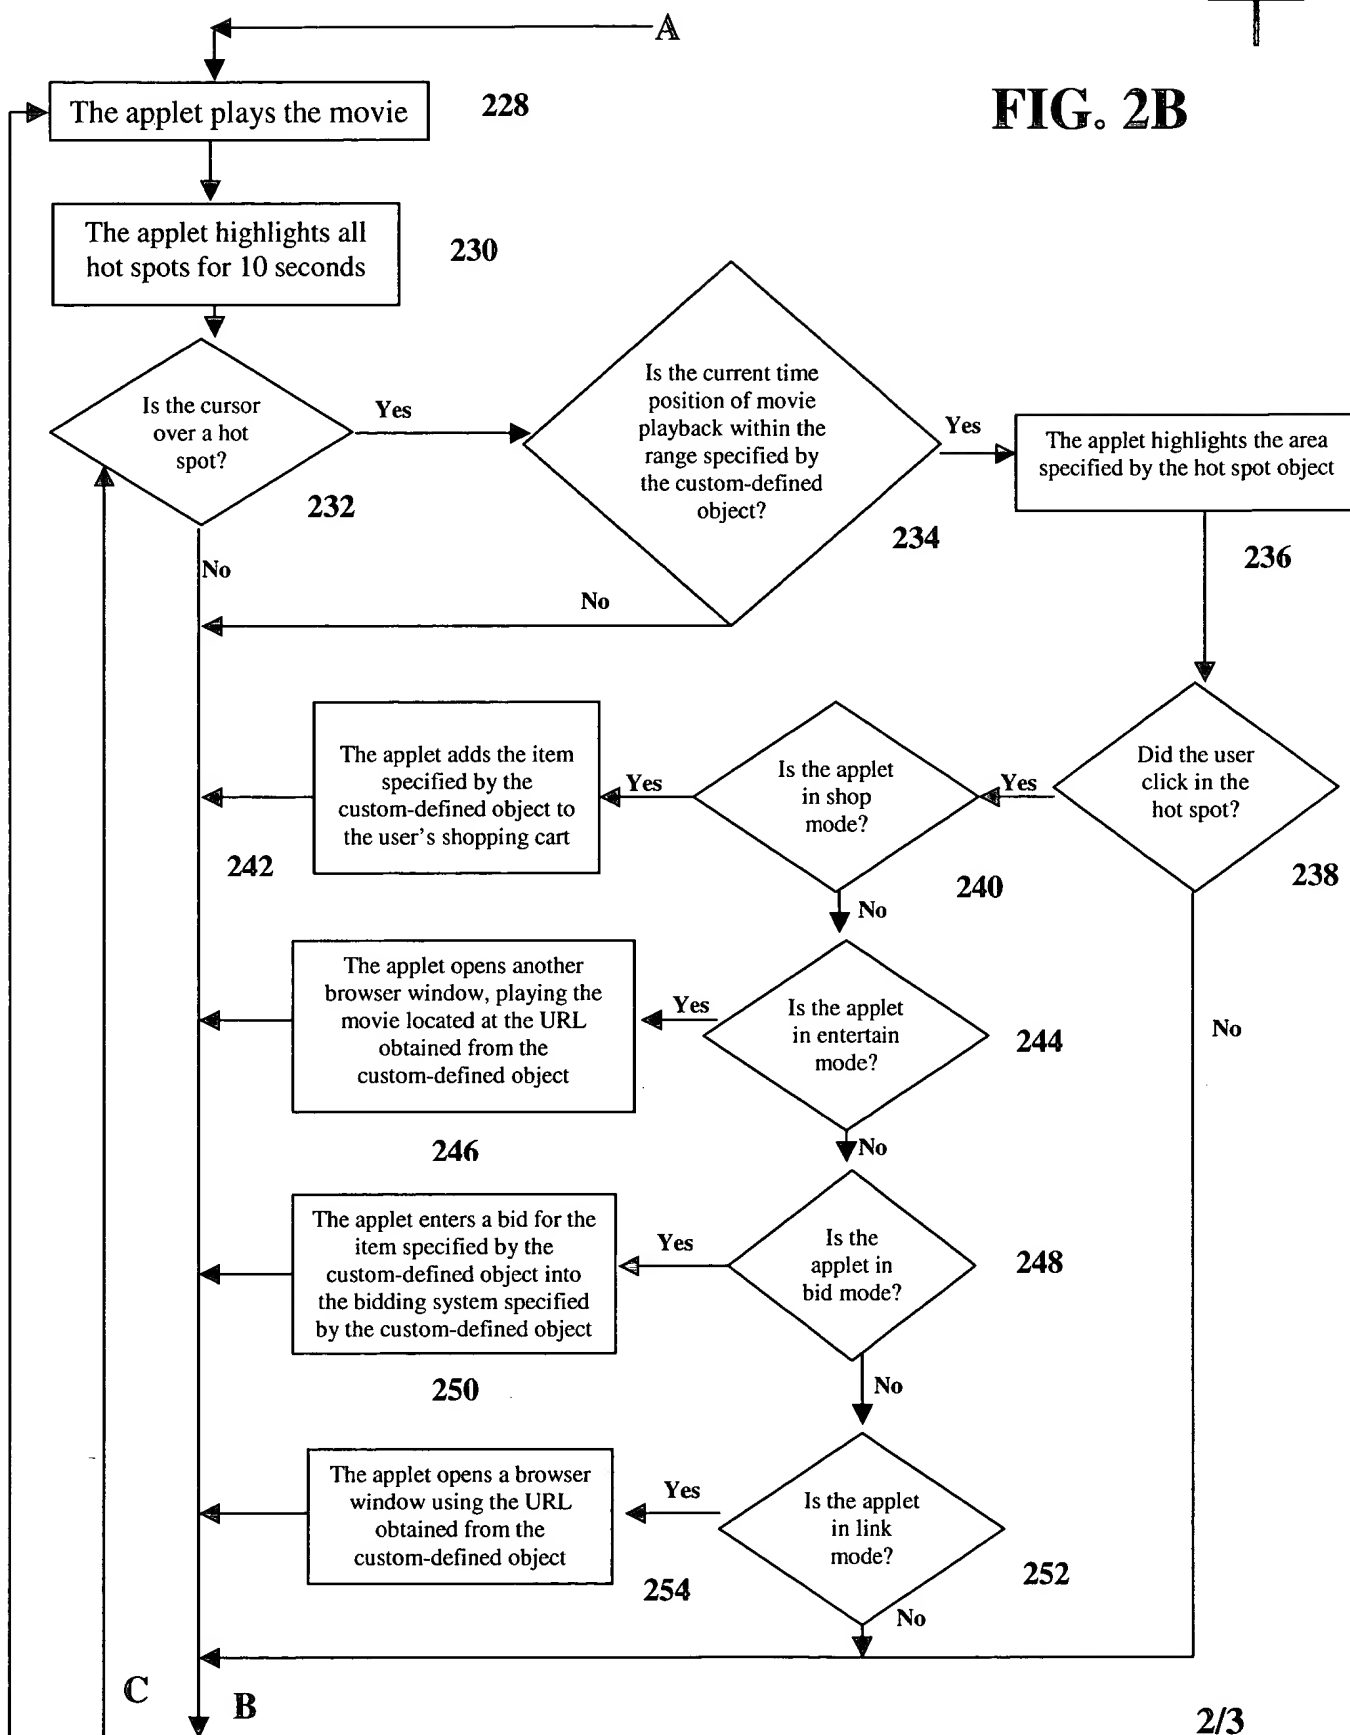 A
The applet plays the movie
228
FIG. 2B
The applet highlights all
hot spots for 10 seconds
230
Is the cursor
over a hot
spot?
Yes
232
No
Is the current time
position of movie
playback within the
range specified by
the custom-defined
object?
Yes
234
No
The applet highlights the area
specified by the hot spot object
236
Did the user
click in the
hot spot?
Yes
238
No
Is the applet
in shop
mode?
Yes
240
No
The applet adds the item
specified by the
custom-defined object to
the user's shopping cart
242
Is the applet
in entertain
mode?
Yes
244
No
The applet opens another
browser window, playing the
movie located at the URL
obtained from the
custom-defined object
246
Is the
applet in
bid mode?
Yes
248
No
The applet enters a bid for the
item specified by the
custom-defined object into
the bidding system specified
by the custom-defined object
250
Is the applet
in link
mode?
Yes
252
No
The applet opens a browser
window using the URL
obtained from the
custom-defined object
254
C
B
2/3